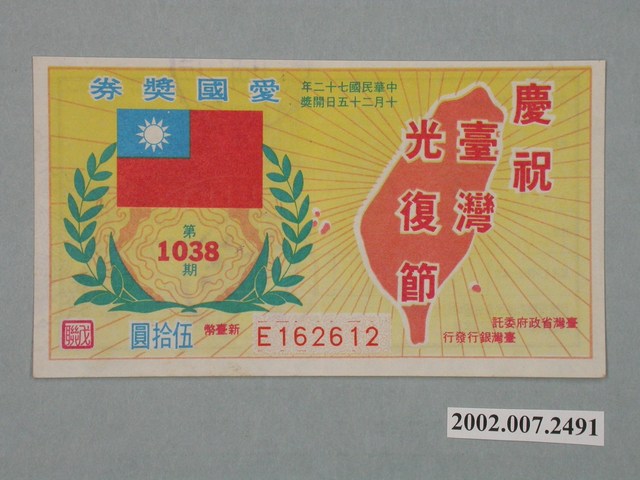 慶祝
臺灣
光復節
愛國獎券
中華民國七十二年
十月二十五日開獎
第
1038
期
戊聯
新臺幣
伍拾圓
E162612
臺灣省政府委託
臺灣銀行發行
2002.007.2491